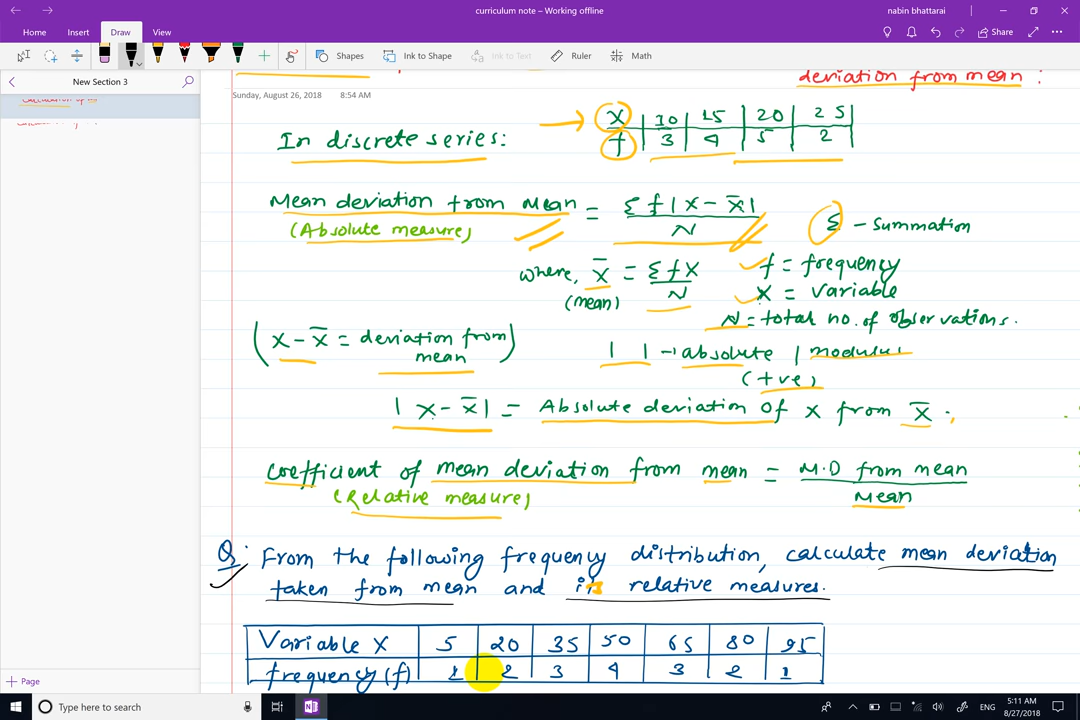 curriculum note – Working offline
nabin bhattarai
Home Insert Draw View
Share
Shapes Ink to Shape Ink to Text Ruler Math
New Section 3
deviation from mean :
Sunday, August 26, 2018 8:54 AM
X 10 15 20 25
In discrete series:
f 3 4 5 2
Mean deviation from Mean = Σ f | X - X̄ | / N
(Absolute measure)
Σ - Summation
where, X̄ = Σ f X / N
(mean)
f = frequency
X = Variable
N = total no. of observations.
(X - X̄ = deviation from mean)
| | → absolute / modulus
(+ve)
| X - X̄ | = Absolute deviation of X from X̄ .
Coefficient of mean deviation from mean = M.D from mean / Mean
(Relative measure)
Q. From the following frequency distribution, calculate mean deviation
taken from mean and its relative measures.
Variable X 5 20 35 50 65 80 95
frequency (f) 1 2 3 4 3 2 1
+ Page
Type here to search
ENG
5:11 AM
8/27/2018